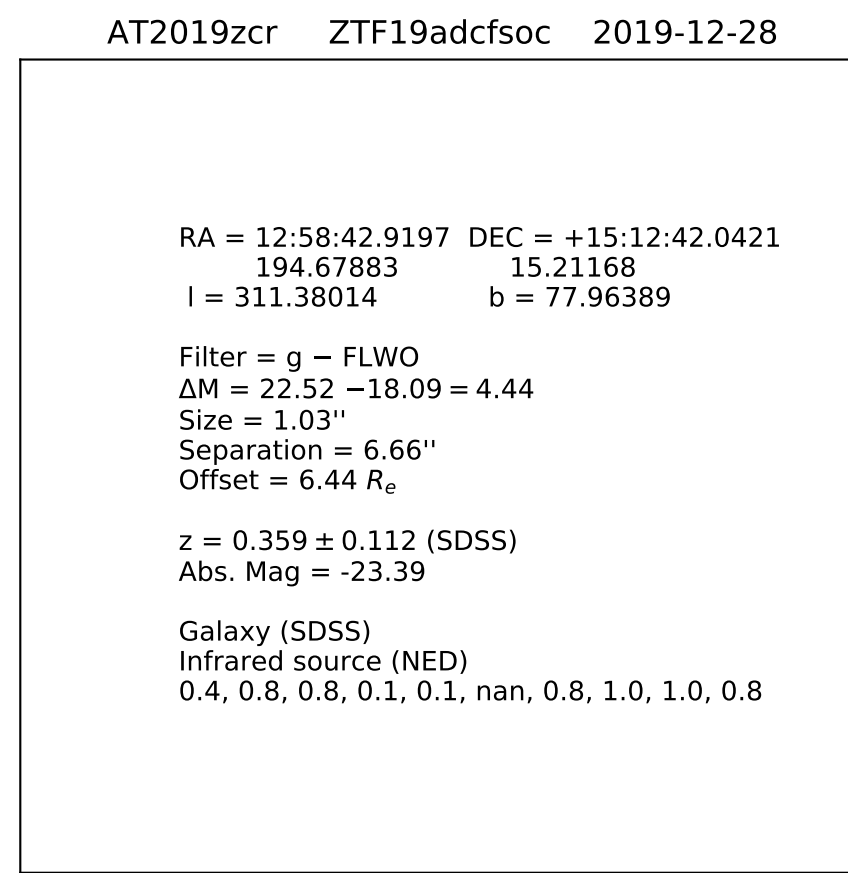 AT2019zcr ZTF19adcfsoc 2019-12-28
RA = 12:58:42.9197 DEC = +15:12:42.0421
194.67883 15.21168
l = 311.38014 b = 77.96389
Filter = g − FLWO
ΔM = 22.52 −18.09 = 4.44
Size = 1.03''
Separation = 6.66''
Offset = 6.44 Re
z = 0.359 ± 0.112 (SDSS)
Abs. Mag = -23.39
Galaxy (SDSS)
Infrared source (NED)
0.4, 0.8, 0.8, 0.1, 0.1, nan, 0.8, 1.0, 1.0, 0.8